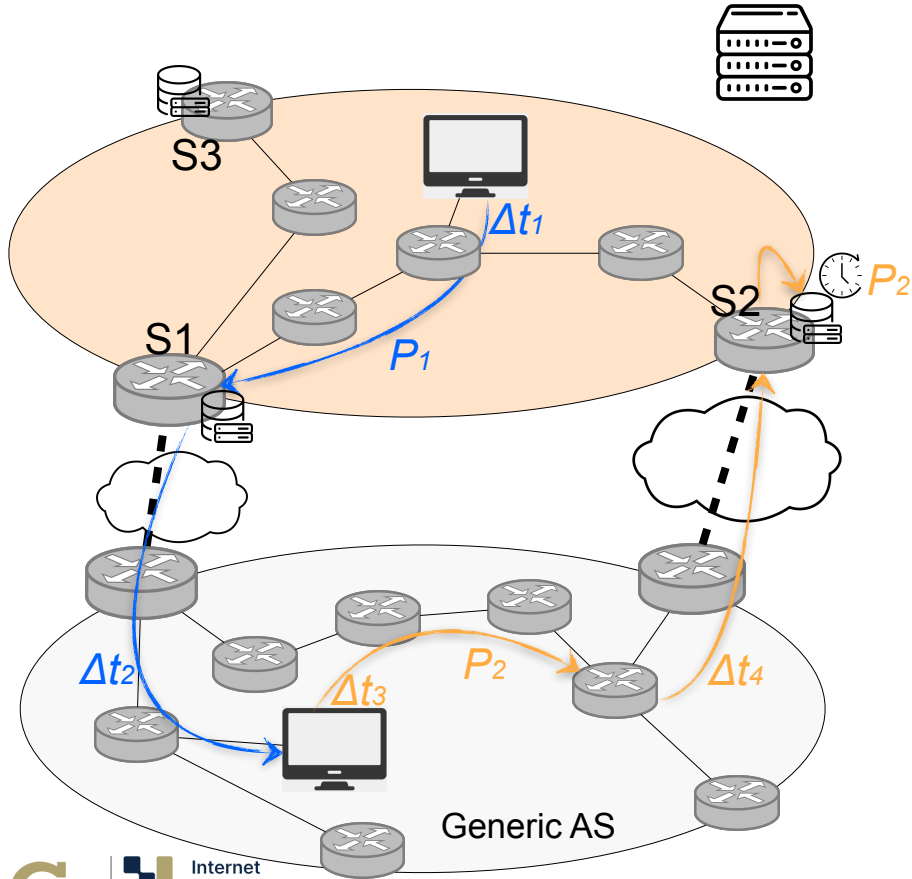 S3
Δt1
S2
P2
S1
P1
Δt2
Δt3
P2
Δt4
Generic AS
Internet